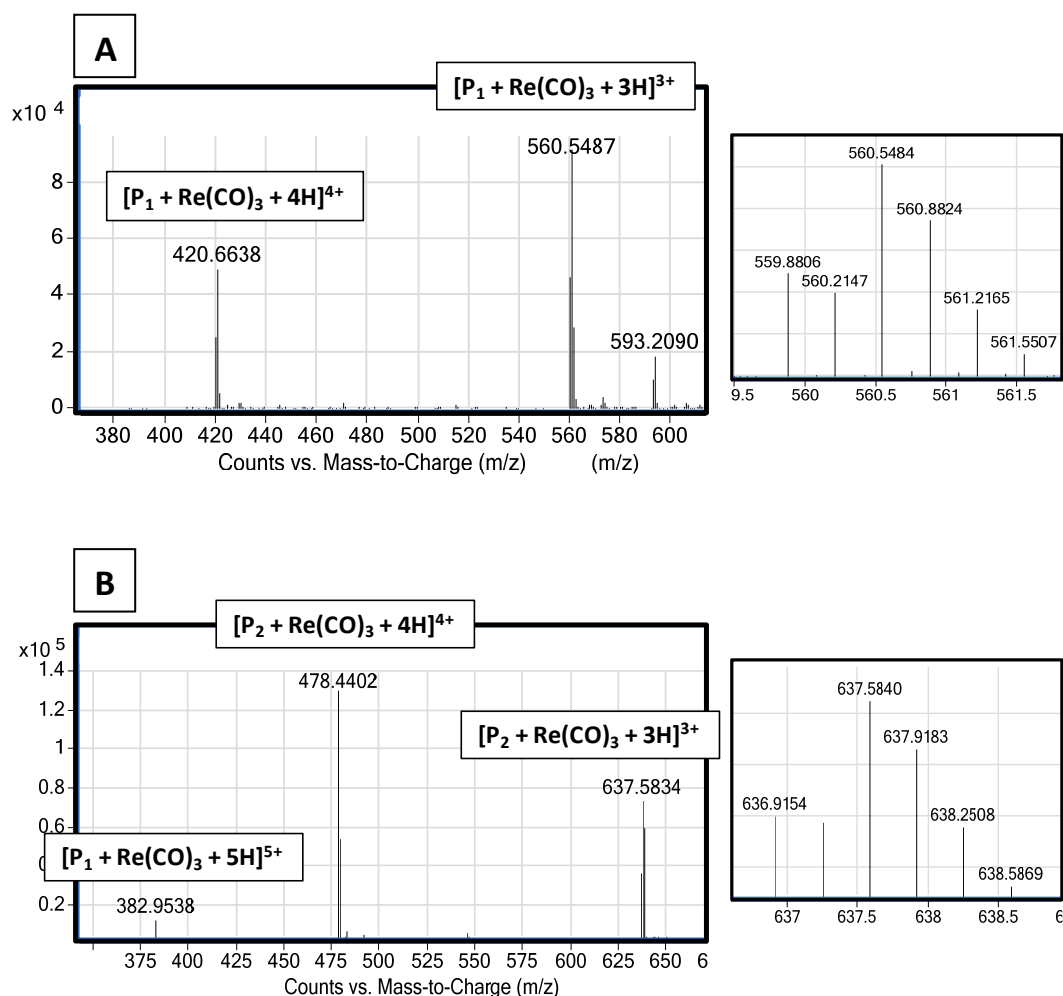 A
[P₁ + Re(CO)₃ + 3H]³⁺
x10 4
560.5487
[P₁ + Re(CO)₃ + 4H]⁴⁺
420.6638
593.2090
8
6
4
2
0
380 400 420 440 460 480 500 520 540 560 580 600
Counts vs. Mass-to-Charge (m/z) (m/z)
560.5484
560.8824
559.8806
560.2147
561.2165
561.5507
9.5 560 560.5 561 561.5
B
[P₂ + Re(CO)₃ + 4H]⁴⁺
x10 5
478.4402
[P₂ + Re(CO)₃ + 3H]³⁺
637.5834
[P₁ + Re(CO)₃ + 5H]⁵⁺
382.9538
1.4
1.2
1
0.8
0.6
0.2
375 400 425 450 475 500 525 550 575 600 625 650 6
Counts vs. Mass-to-Charge (m/z)
637.5840
637.9183
636.9154
638.2508
638.5869
637 637.5 638 638.5